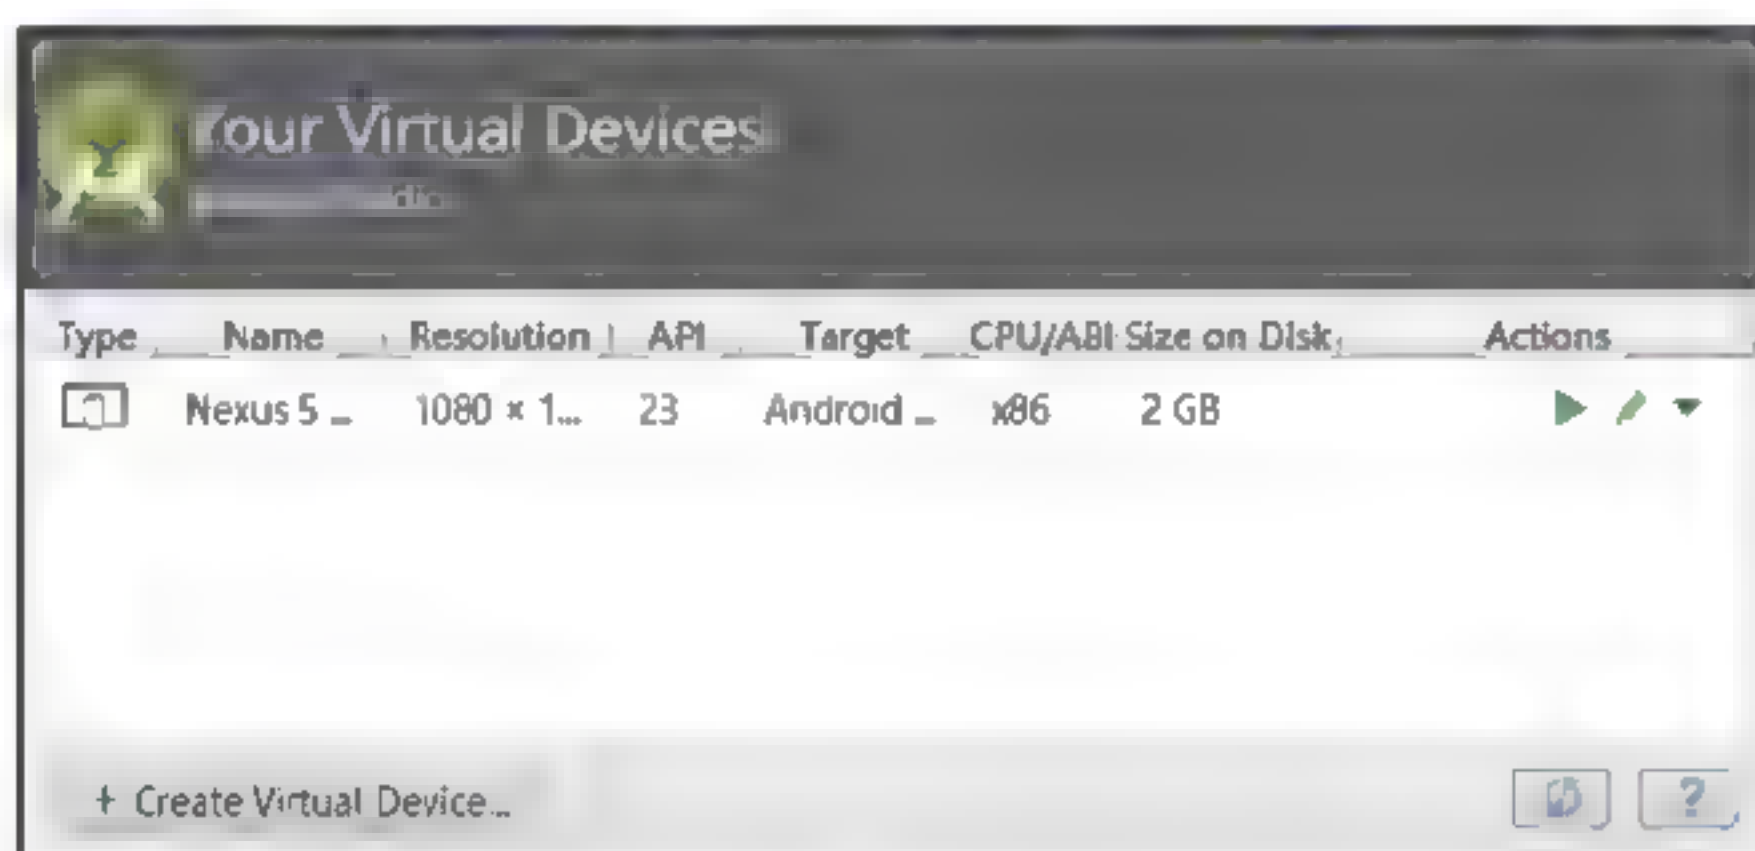 Your Virtual Devices
Type Name Resolution API Target CPU/ABI Size on Disk Actions
Nexus 5 ... 1080 × 1... 23 Android ... x86 2 GB
+ Create Virtual Device...
?